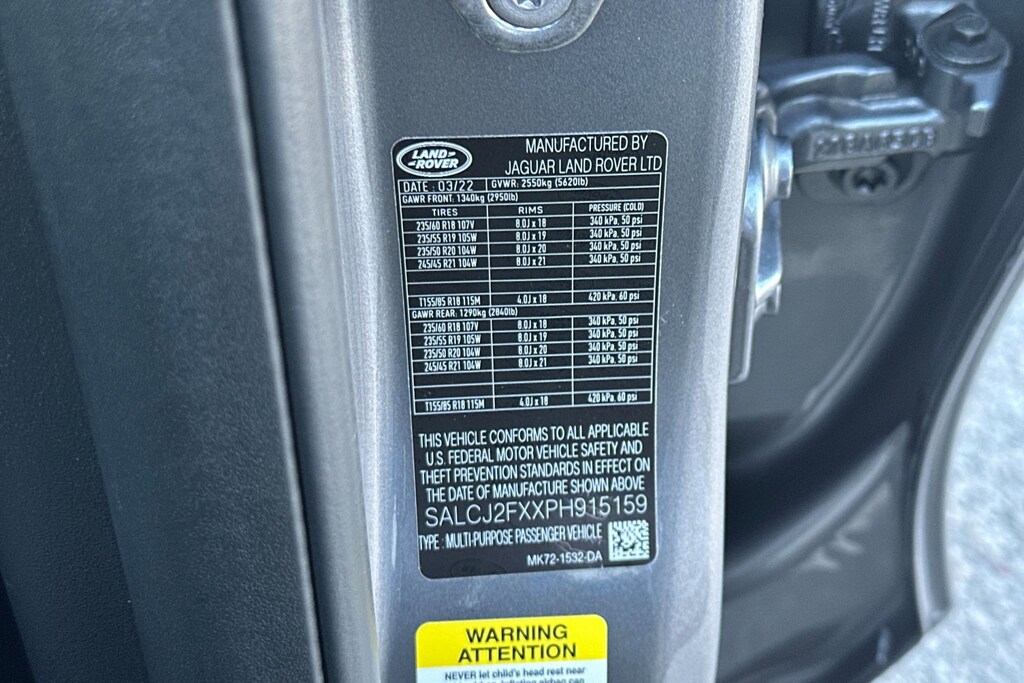 LAND-
-ROVER
MANUFACTURED BY
JAGUAR LAND ROVER LTD
DATE : 03/22 GVWR: 2550kg (5620lb)
GAWR FRONT: 1340kg (2950lb)
TIRES RIMS PRESSURE (COLD)
235/60 R18 107V 8.0J x 18 340 kPa, 50 psi
235/55 R19 105W 8.0J x 19 340 kPa, 50 psi
235/50 R20 104W 8.0J x 20 340 kPa, 50 psi
245/45 R21 104W 8.0J x 21 340 kPa, 50 psi
T155/85 R18 115M 4.0J x 18 420 kPa, 60 psi
GAWR REAR: 1290kg (2840lb)
235/60 R18 107V 8.0J x 18 340 kPa, 50 psi
235/55 R19 105W 8.0J x 19 340 kPa, 50 psi
235/50 R20 104W 8.0J x 20 340 kPa, 50 psi
245/45 R21 104W 8.0J x 21 340 kPa, 50 psi
T155/85 R18 115M 4.0J x 18 420 kPa, 60 psi
THIS VEHICLE CONFORMS TO ALL APPLICABLE
U.S. FEDERAL MOTOR VEHICLE SAFETY AND
THEFT PREVENTION STANDARDS IN EFFECT ON
THE DATE OF MANUFACTURE SHOWN ABOVE
SALCJ2FXXPH915159
TYPE : MULTI-PURPOSE PASSENGER VEHICLE
MK72-1532-DA
WARNING
ATTENTION
NEVER let child's head rest near